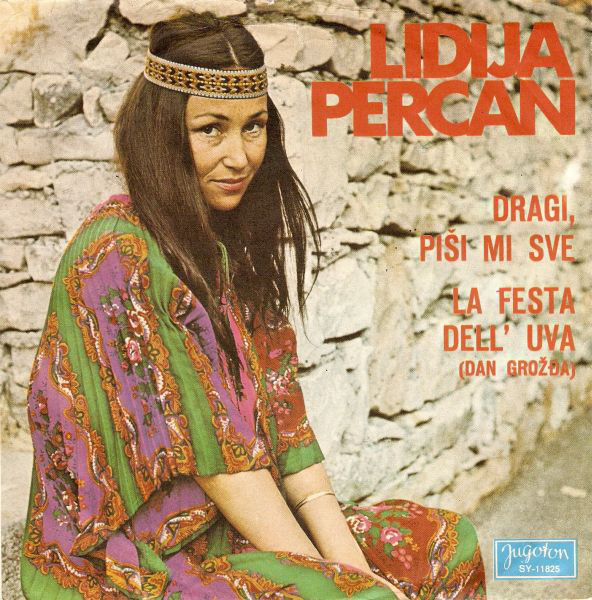 LIDIJA
PERCAN
DRAGI,
PIŠI MI SVE
LA FESTA
DELL' UVA
(DAN GROŽĐA)
Jugoton
SY-11825